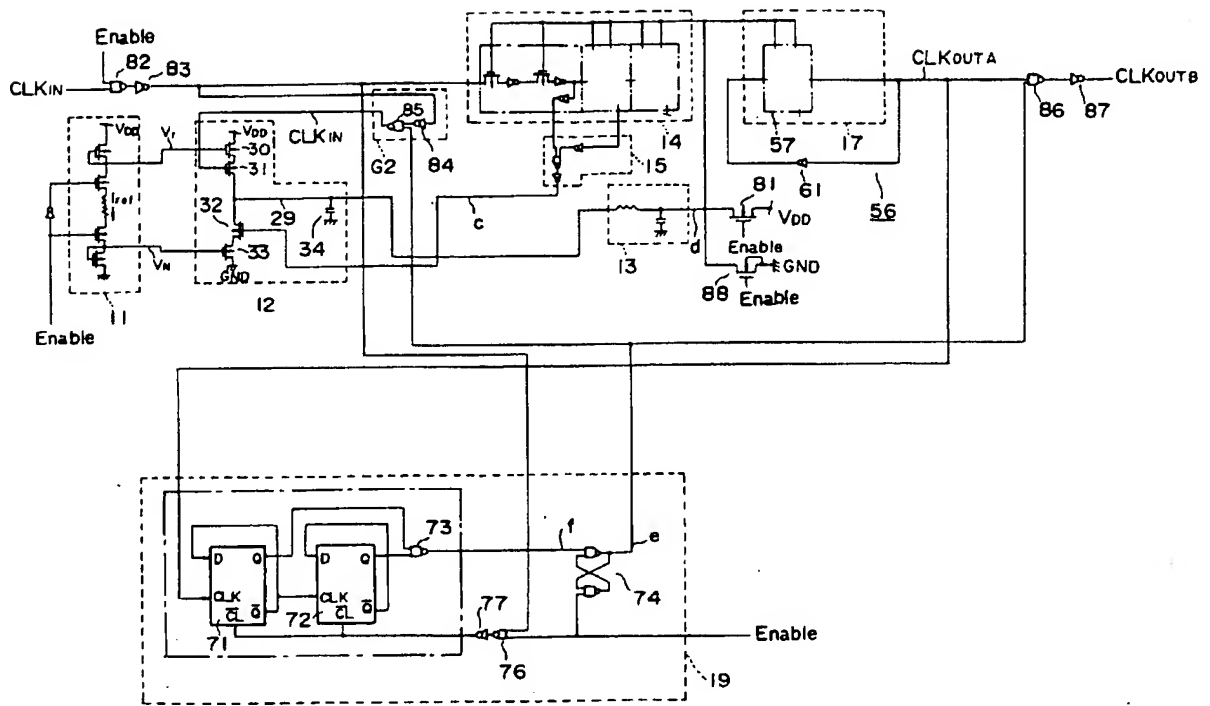 Enable
82
83
CLKIN
CLKOUTA
CLKOUTB
86
87
VDD
VDD
30
31
CLKIN
85
G2
84
14
15
57
17
61
56
Iref
32
29
34
33
c
13
d
81
VDD
Enable
88
GND
Enable
VN
GND
11
12
Enable
D
Q
CLK
CL
Q
71
D
Q
CLK
CL
Q
72
73
f
e
74
77
76
Enable
19